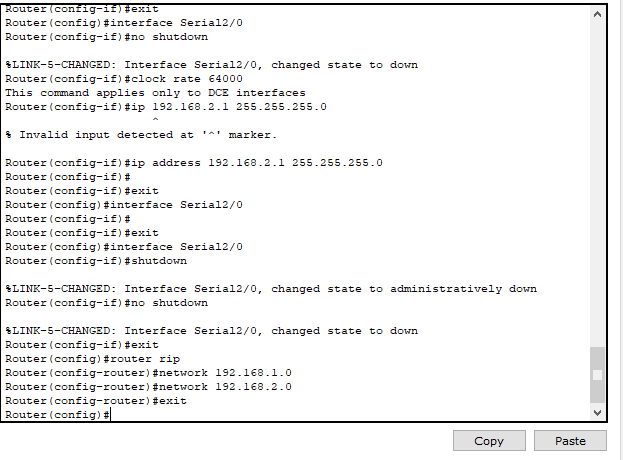 Router(config-if)#exit
Router(config)#interface Serial2/0
Router(config-if)#no shutdown
%LINK-5-CHANGED: Interface Serial2/0, changed state to down
Router(config-if)#clock rate 64000
This command applies only to DCE interfaces
Router(config-if)#ip 192.168.2.1 255.255.255.0
^
% Invalid input detected at '^' marker.
Router(config-if)#ip address 192.168.2.1 255.255.255.0
Router(config-if)#
Router(config-if)#exit
Router(config)#interface Serial2/0
Router(config-if)#
Router(config-if)#exit
Router(config)#interface Serial2/0
Router(config-if)#shutdown
%LINK-5-CHANGED: Interface Serial2/0, changed state to administratively down
Router(config-if)#no shutdown
%LINK-5-CHANGED: Interface Serial2/0, changed state to down
Router(config-if)#exit
Router(config)#router rip
Router(config-router)#network 192.168.1.0
Router(config-router)#network 192.168.2.0
Router(config-router)#exit
Router(config)#
Copy Paste